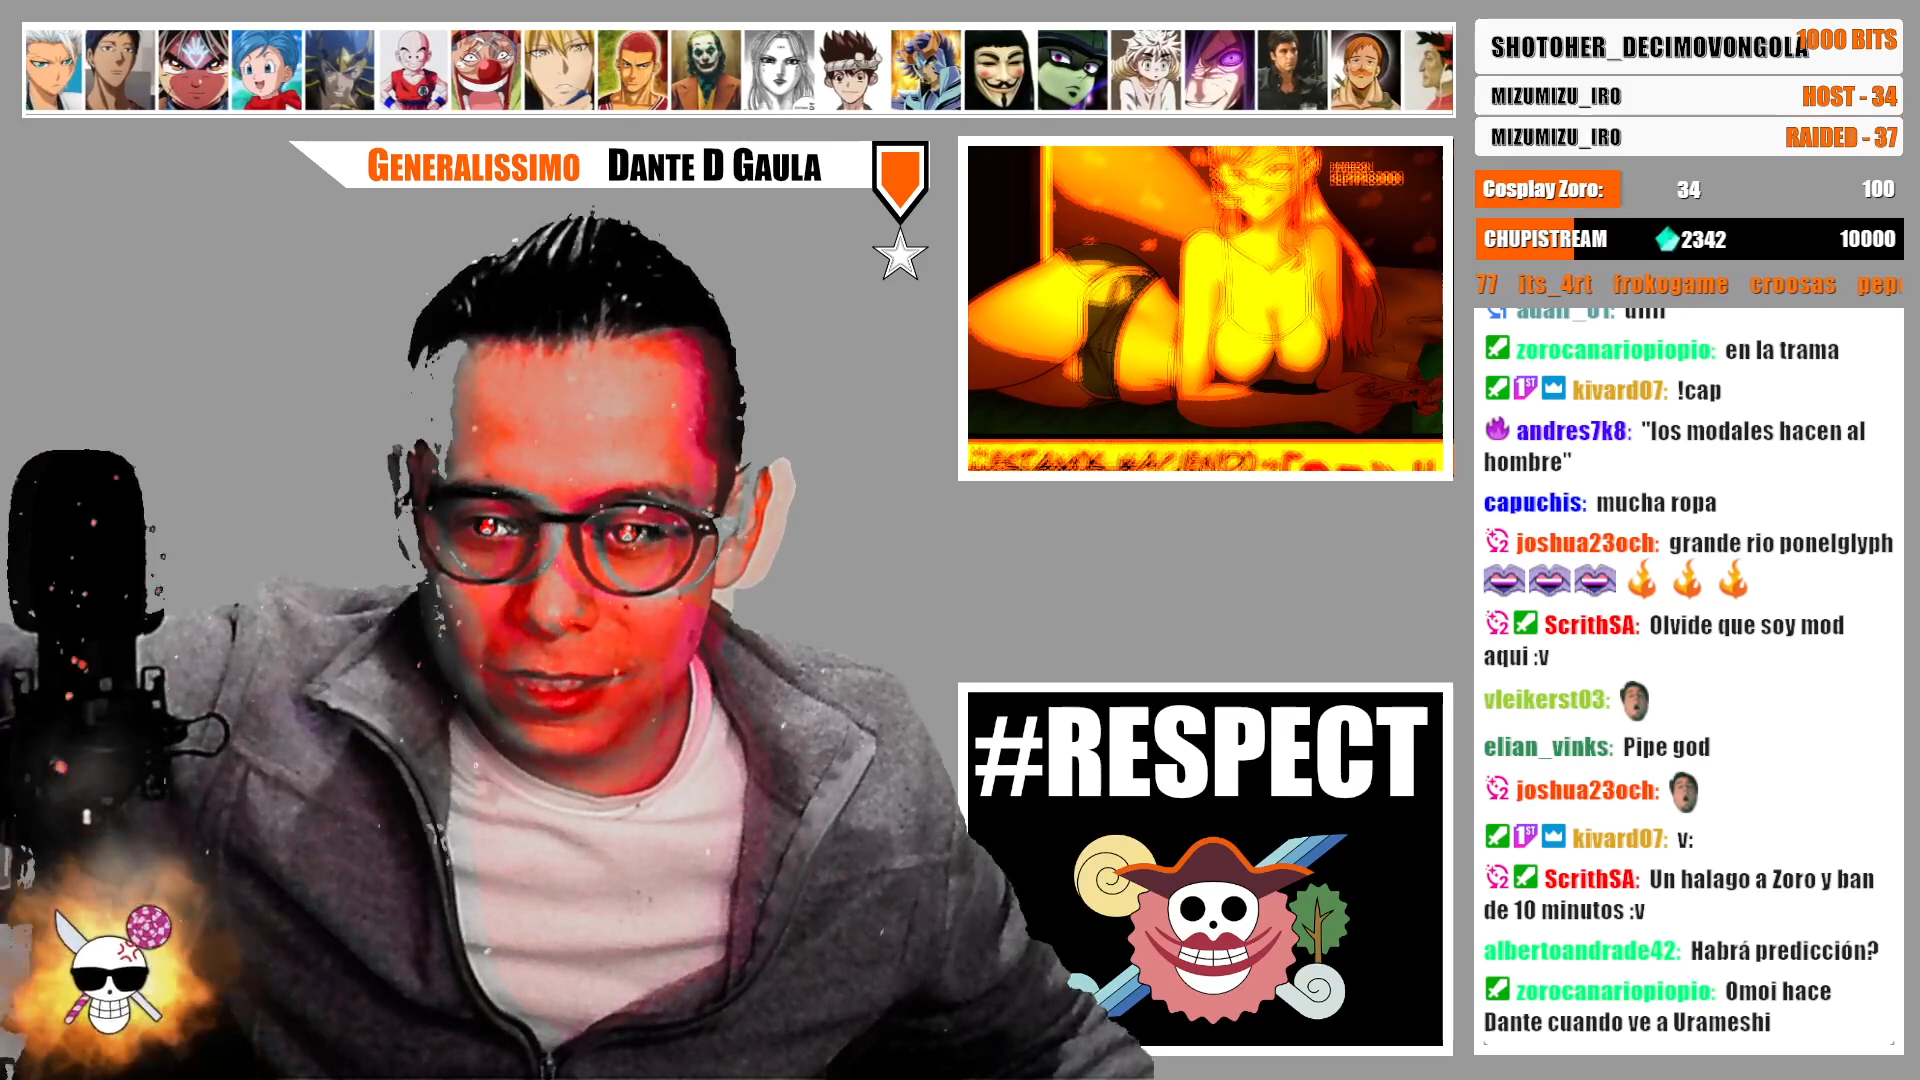 GENERALISSIMO DANTE D GAULA
#RESPECT
SHOTOHER_DECIMOVONGOLA 1000 BITS
MIZUMIZU_IRO HOST - 34
MIZUMIZU_IRO RAIDED - 37
Cosplay Zoro: 34 100
CHUPISTREAM 2342 10000
77 its_4rt frokogame croosas pep
zorocanariopiopio: en la trama
kivard07: !cap
andres7k8: "los modales hacen al
hombre"
capuchis: mucha ropa
joshua23och: grande rio ponelglyph
ScrithSA: Olvide que soy mod
aqui :v
vleikerst03:
elian_vinks: Pipe god
joshua23och:
kivard07: v:
ScrithSA: Un halago a Zoro y ban
de 10 minutos :v
albertoandrade42: Habrá predicción?
zorocanariopiopio: Omoi hace
Dante cuando ve a Urameshi